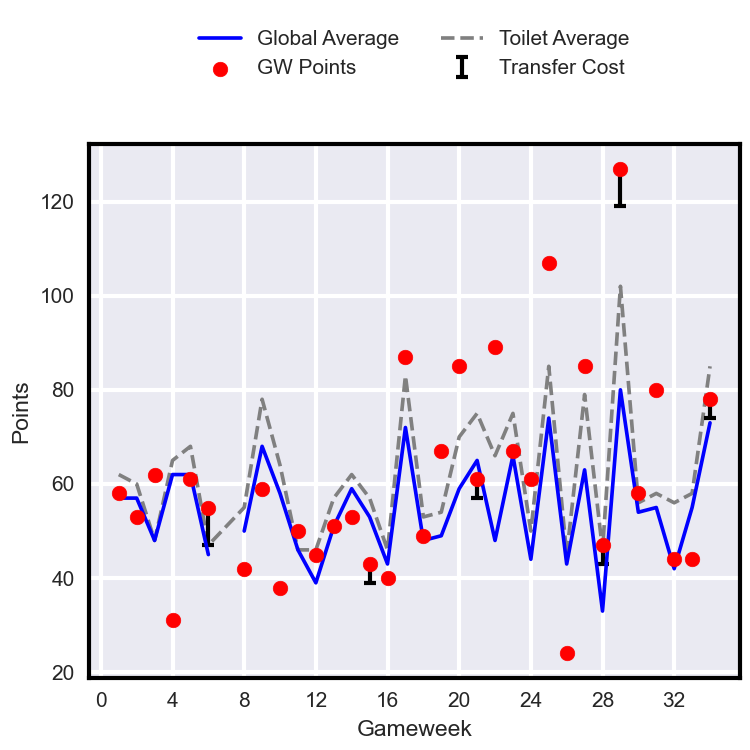 Global Average
Toilet Average
GW Points
Transfer Cost
120
100
80
60
40
20
Points
0 4 8 12 16 20 24 28 32
Gameweek